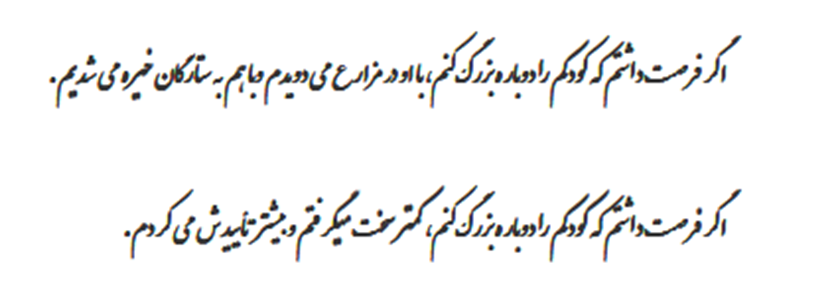 اگر فرصت داشتم که کودکم را دوباره بزرگ کنم، با او در مزارع می دویدم و با هم به ستارگان خیره می شدیم.
اگر فرصت داشتم که کودکم را دوباره بزرگ کنم، کمتر سخت میگرفتم و بیشتر تأییدش می کردم.